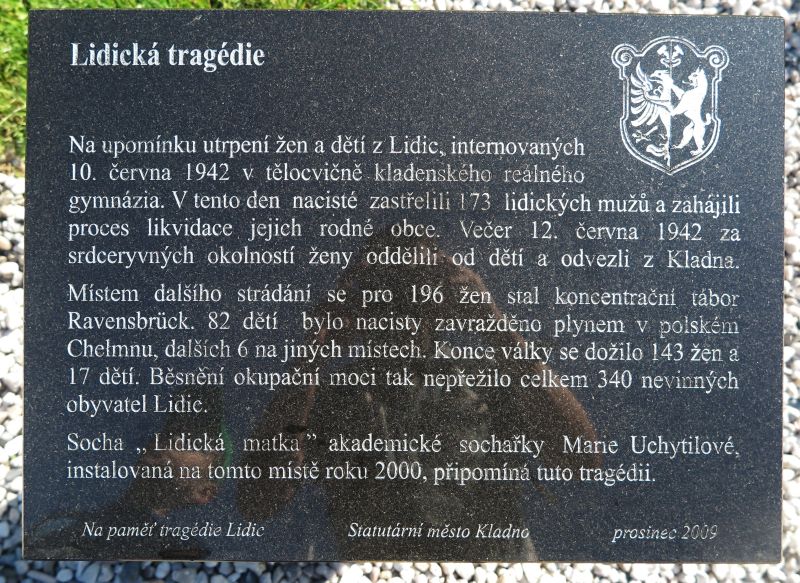 Lidická tragédie
Na upomínku utrpení žen a dětí z Lidic, internovaných
10. června 1942 v tělocvičně kladenského reálného
gymnázia. V tento den nacisté zastřelili 173 lidických mužů a zahájili
proces likvidace jejich rodné obce. Večer 12. června 1942 za
srdceryvných okolností ženy oddělili od dětí a odvezli z Kladna.
Místem dalšího strádání se pro 196 žen stal koncentrační tábor
Ravensbrück. 82 dětí bylo nacisty zavražděno plynem v polském
Chelmnu, dalších 6 na jiných místech. Konce války se dožilo 143 žen a
17 dětí. Běsnění okupační moci tak nepřežilo celkem 340 nevinných
obyvatel Lidic.
Socha „Lidická matka” akademické sochařky Marie Uchytilové,
instalovaná na tomto místě roku 2000, připomíná tuto tragédii.
Na paměť tragédie Lidic Statutární město Kladno prosinec 2009